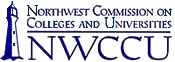 Northwest Commission on
Colleges and Universities
NWCCU